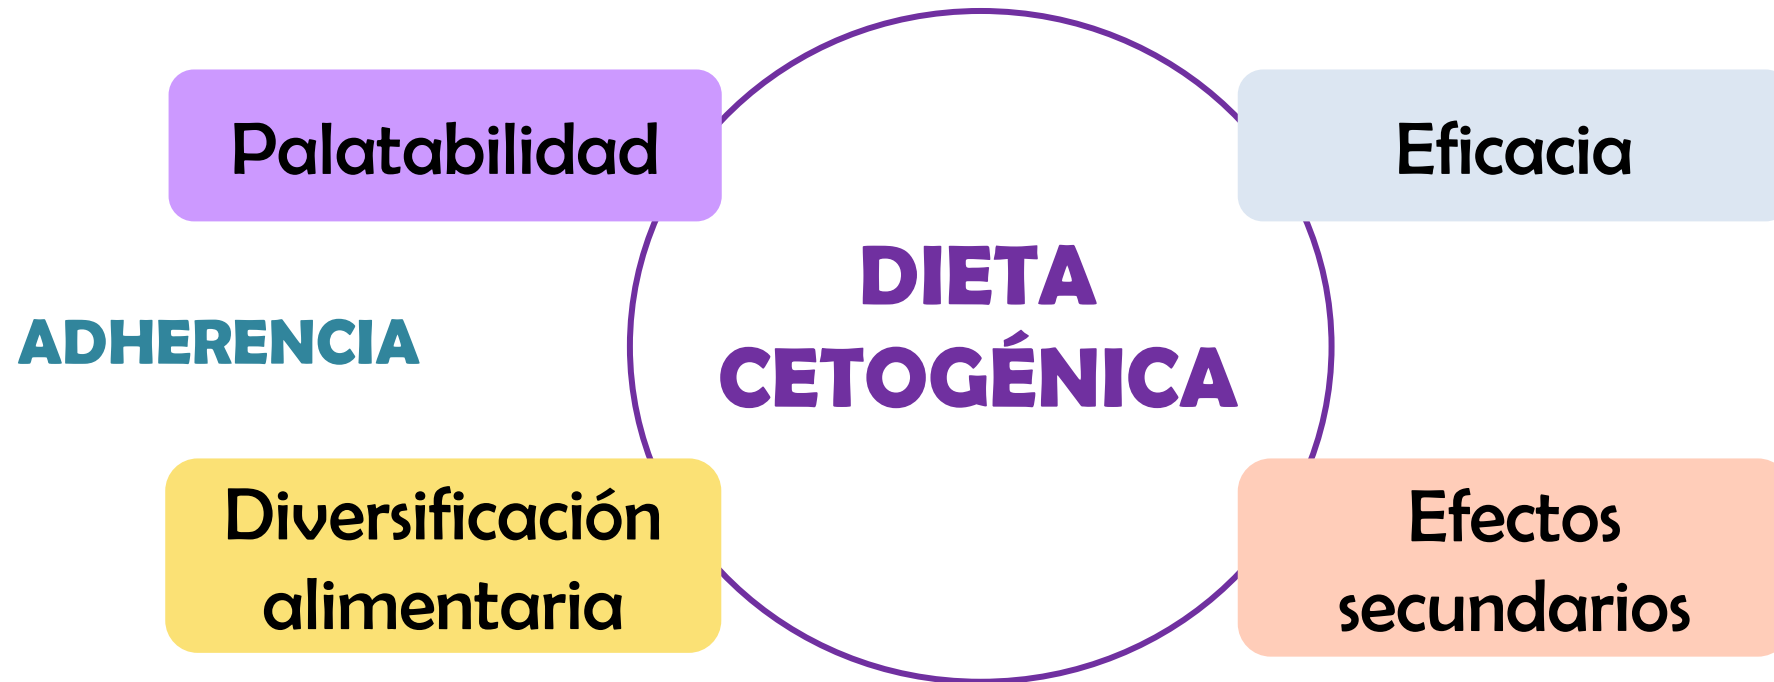 Palatabilidad
Eficacia
DIETA
CETOGÉNICA
ADHERENCIA
Diversificación
alimentaria
Efectos
secundarios